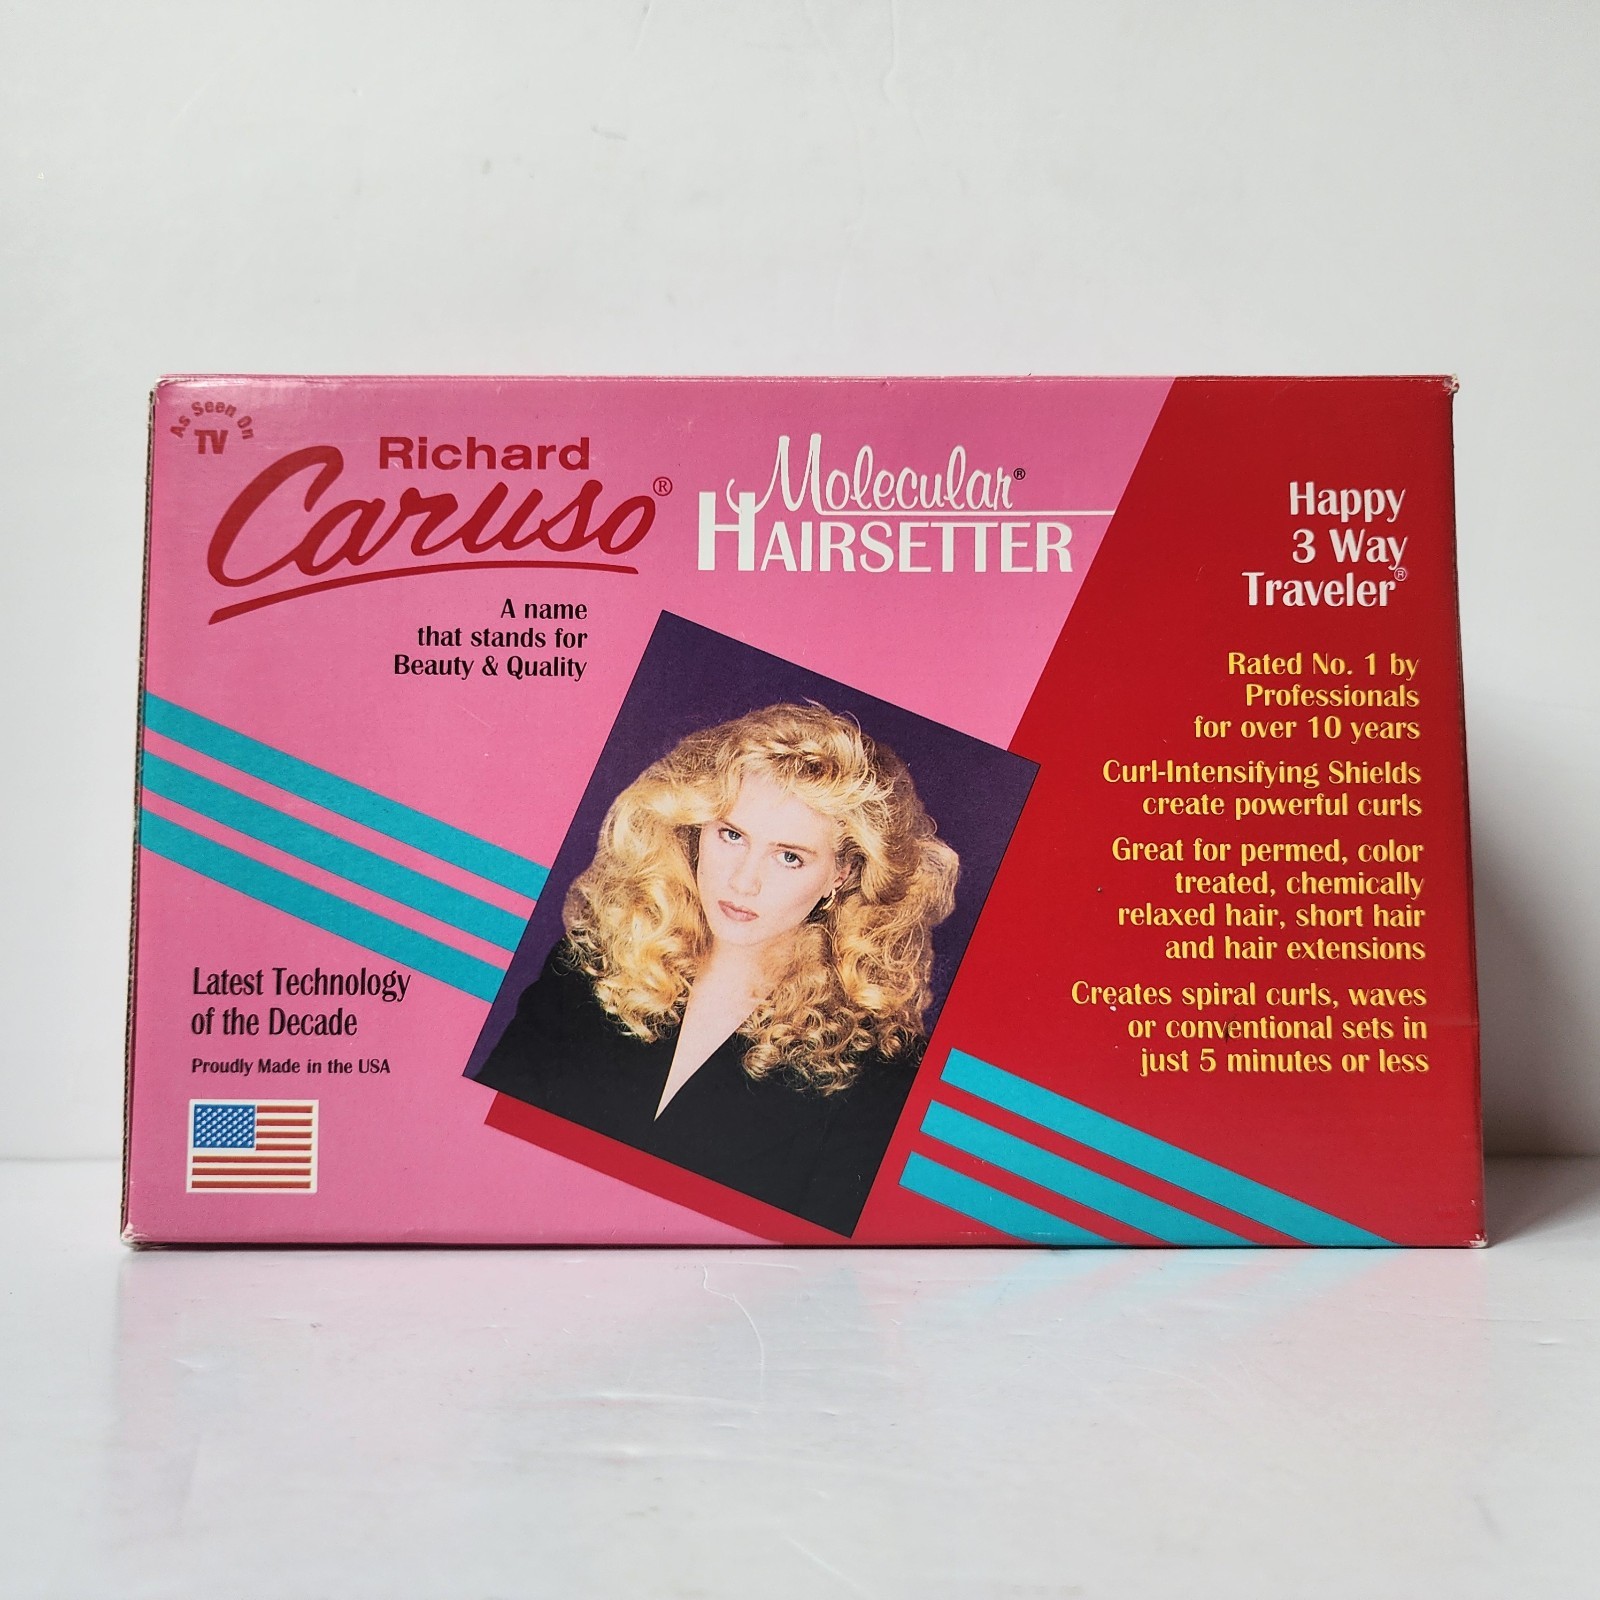 As Seen On
TV
Richard
Caruso®
A name
that stands for
Beauty & Quality
Molecular®
HAIRSETTER
Happy
3 Way
Traveler®
Rated No. 1 by
Professionals
for over 10 years
Curl-Intensifying Shields
create powerful curls
Great for permed, color
treated, chemically
relaxed hair, short hair
and hair extensions
Creates spiral curls, waves
or conventional sets in
just 5 minutes or less
Latest Technology
of the Decade
Proudly Made in the USA